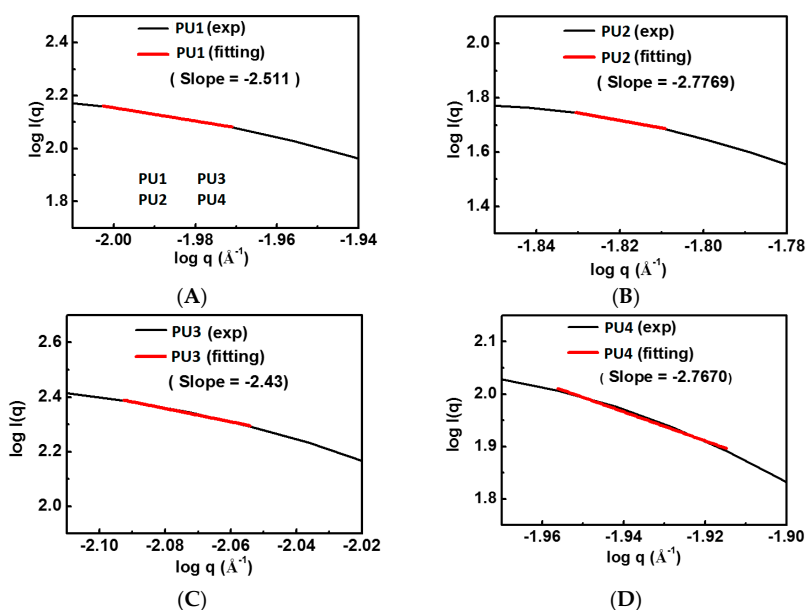 PU1 (exp)
PU1 (fitting)
( Slope = -2.511 )
2.4
2.2
2.0
1.8
log I(q)
PU1 PU3
PU2 PU4
-2.00 -1.98 -1.96 -1.94
log q (Å⁻¹)
(A)
PU2 (exp)
PU2 (fitting)
( Slope = -2.7769)
2.0
1.8
1.6
1.4
log I(q)
-1.84 -1.82 -1.80 -1.78
log q (Å⁻¹)
(B)
PU3 (exp)
PU3 (fitting)
( Slope = -2.43)
2.6
2.4
2.2
2.0
log I(q)
-2.10 -2.08 -2.06 -2.04 -2.02
log q (Å⁻¹)
(C)
PU4 (exp)
PU4 (fitting)
( Slope = -2.7670)
2.1
2.0
1.9
1.8
log I(q)
-1.96 -1.94 -1.92 -1.90
log q (Å⁻¹)
(D)